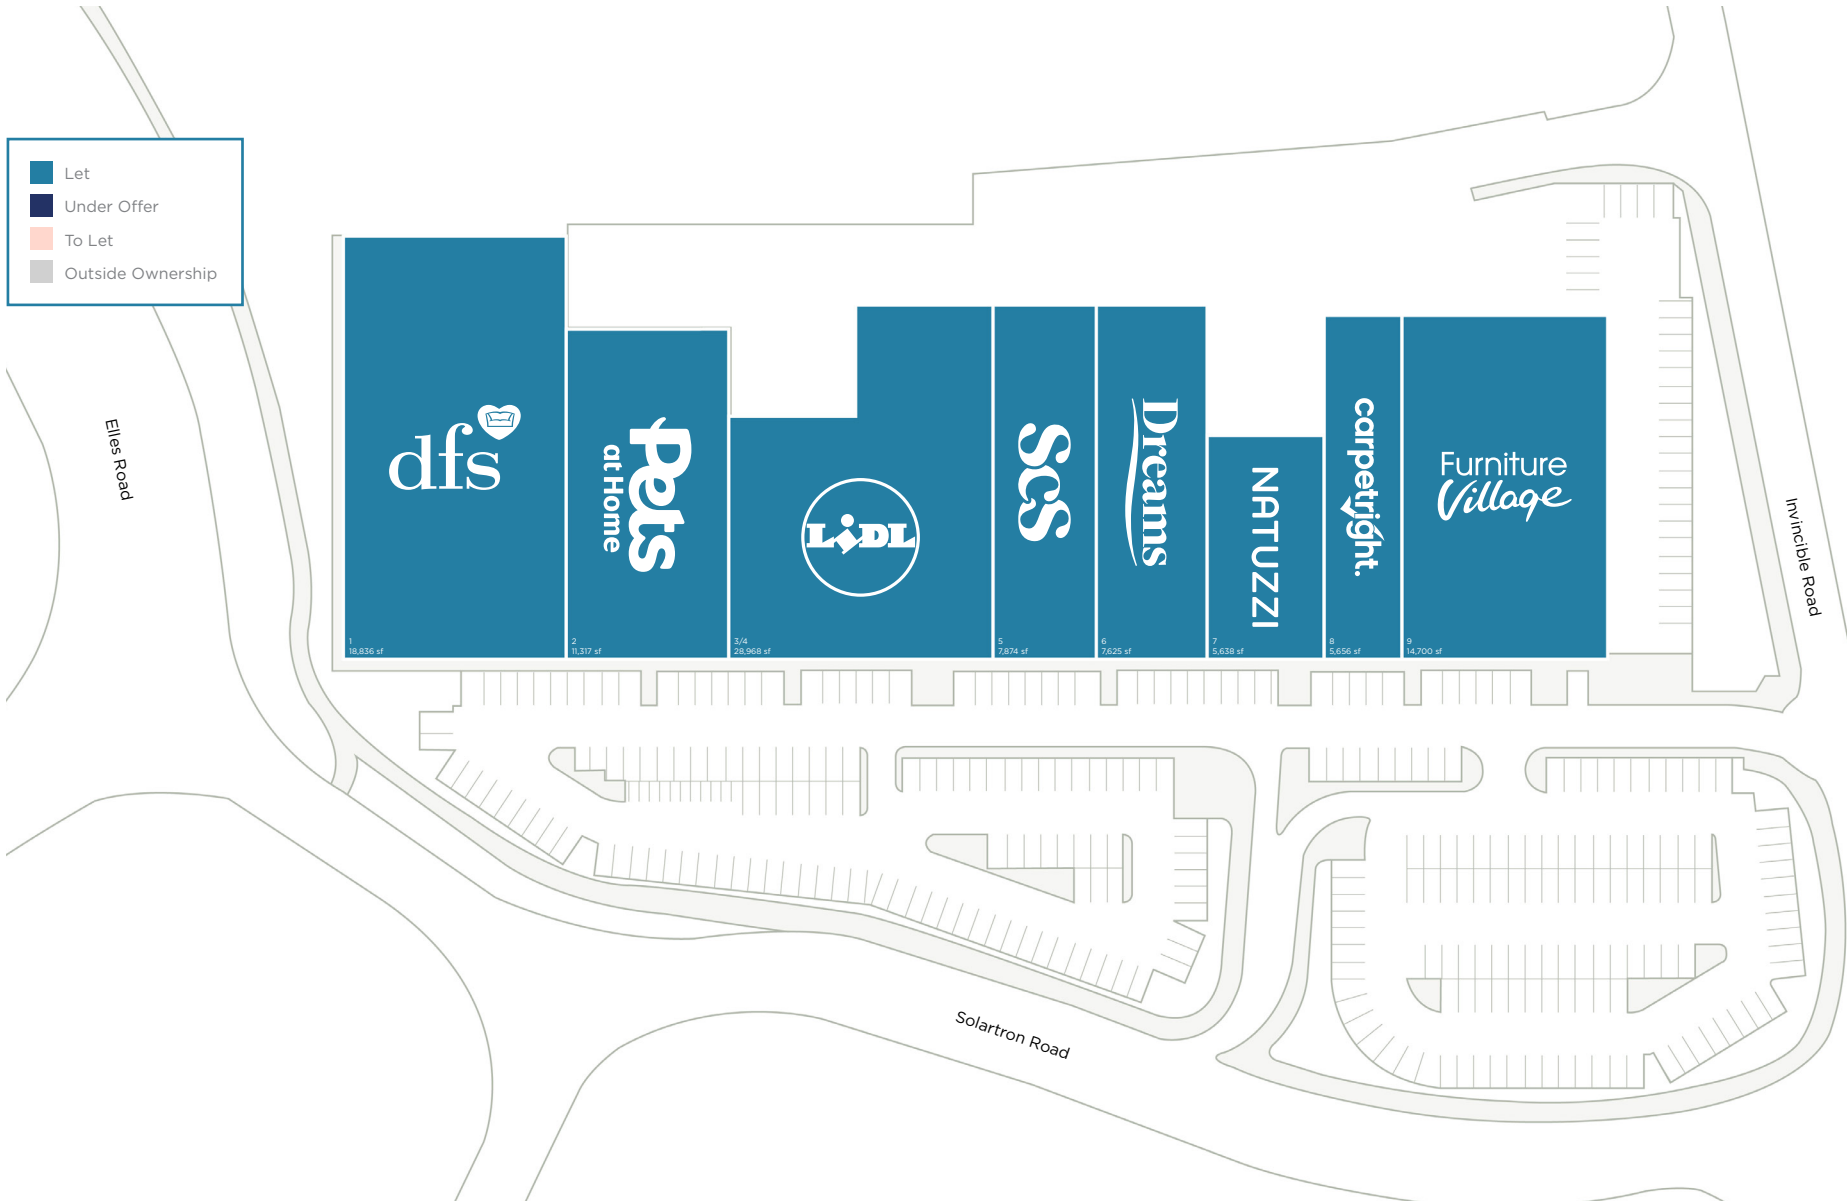 Let
Under Offer
To Let
Outside Ownership
Elles Road
dfs
1
18,836 sf
Pets
at Home
2
11,317 sf
LIDL
3/4
28,968 sf
ScS
5
7,874 sf
Dreams
6
7,625 sf
NATUZZI
7
5,638 sf
carpetright.
8
5,656 sf
Furniture
Village
9
14,700 sf
Invincible Road
Solartron Road